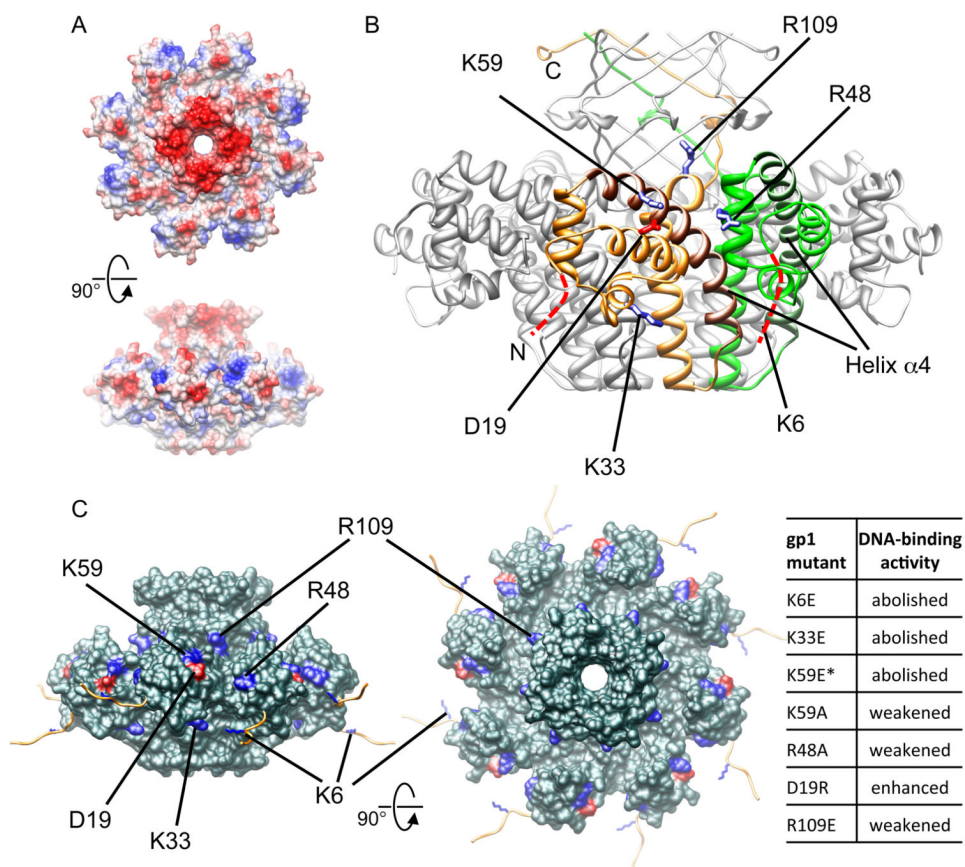 A
90°
B
K59
C
R109
R48
N
Helix α4
D19
K6
K33
C
R109
K59
R48
K6
D19
K33
90°
gp1 mutant DNA-binding activity
K6E abolished
K33E abolished
K59E* abolished
K59A weakened
R48A weakened
D19R enhanced
R109E weakened